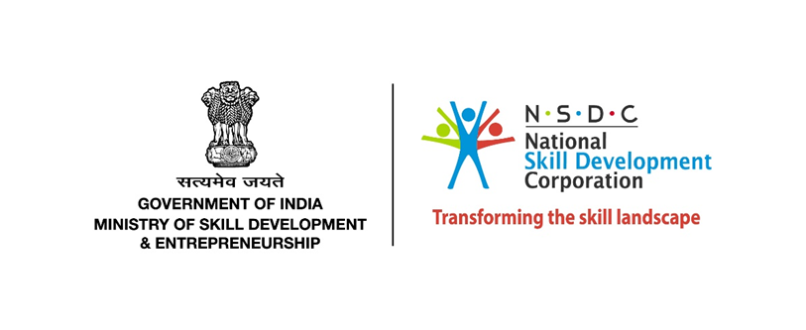 सत्यमेव जयते
GOVERNMENT OF INDIA
MINISTRY OF SKILL DEVELOPMENT
& ENTREPRENEURSHIP
N·S·D·C
National
Skill Development
Corporation
Transforming the skill landscape